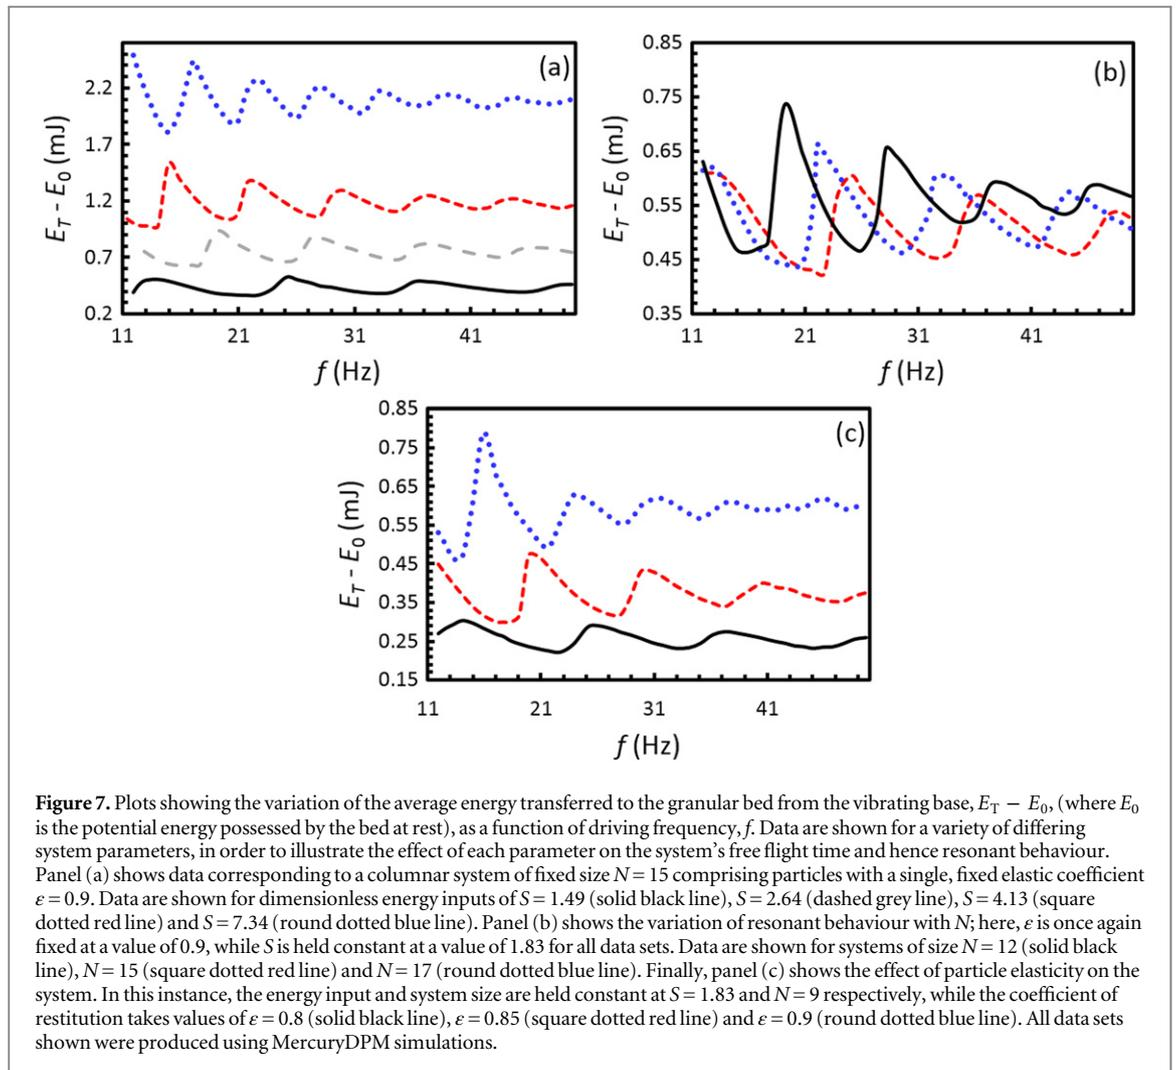 (a)
2.2
1.7
1.2
0.7
0.2
E_T - E_0 (mJ)
11 21 31 41
f (Hz)
(b)
0.85
0.75
0.65
0.55
0.45
0.35
E_T - E_0 (mJ)
11 21 31 41
f (Hz)
(c)
0.85
0.75
0.65
0.55
0.45
0.35
0.25
0.15
E_T - E_0 (mJ)
11 21 31 41
f (Hz)
Figure 7. Plots showing the variation of the average energy transferred to the granular bed from the vibrating base, E_T − E_0, (where E_0
is the potential energy possessed by the bed at rest), as a function of driving frequency, f. Data are shown for a variety of differing
system parameters, in order to illustrate the effect of each parameter on the system's free flight time and hence resonant behaviour.
Panel (a) shows data corresponding to a columnar system of fixed size N = 15 comprising particles with a single, fixed elastic coefficient
ε = 0.9. Data are shown for dimensionless energy inputs of S = 1.49 (solid black line), S = 2.64 (dashed grey line), S = 4.13 (square
dotted red line) and S = 7.34 (round dotted blue line). Panel (b) shows the variation of resonant behaviour with N; here, ε is once again
fixed at a value of 0.9, while S is held constant at a value of 1.83 for all data sets. Data are shown for systems of size N = 12 (solid black
line), N = 15 (square dotted red line) and N = 17 (round dotted blue line). Finally, panel (c) shows the effect of particle elasticity on the
system. In this instance, the energy input and system size are held constant at S = 1.83 and N = 9 respectively, while the coefficient of
restitution takes values of ε = 0.8 (solid black line), ε = 0.85 (square dotted red line) and ε = 0.9 (round dotted blue line). All data sets
shown were produced using MercuryDPM simulations.